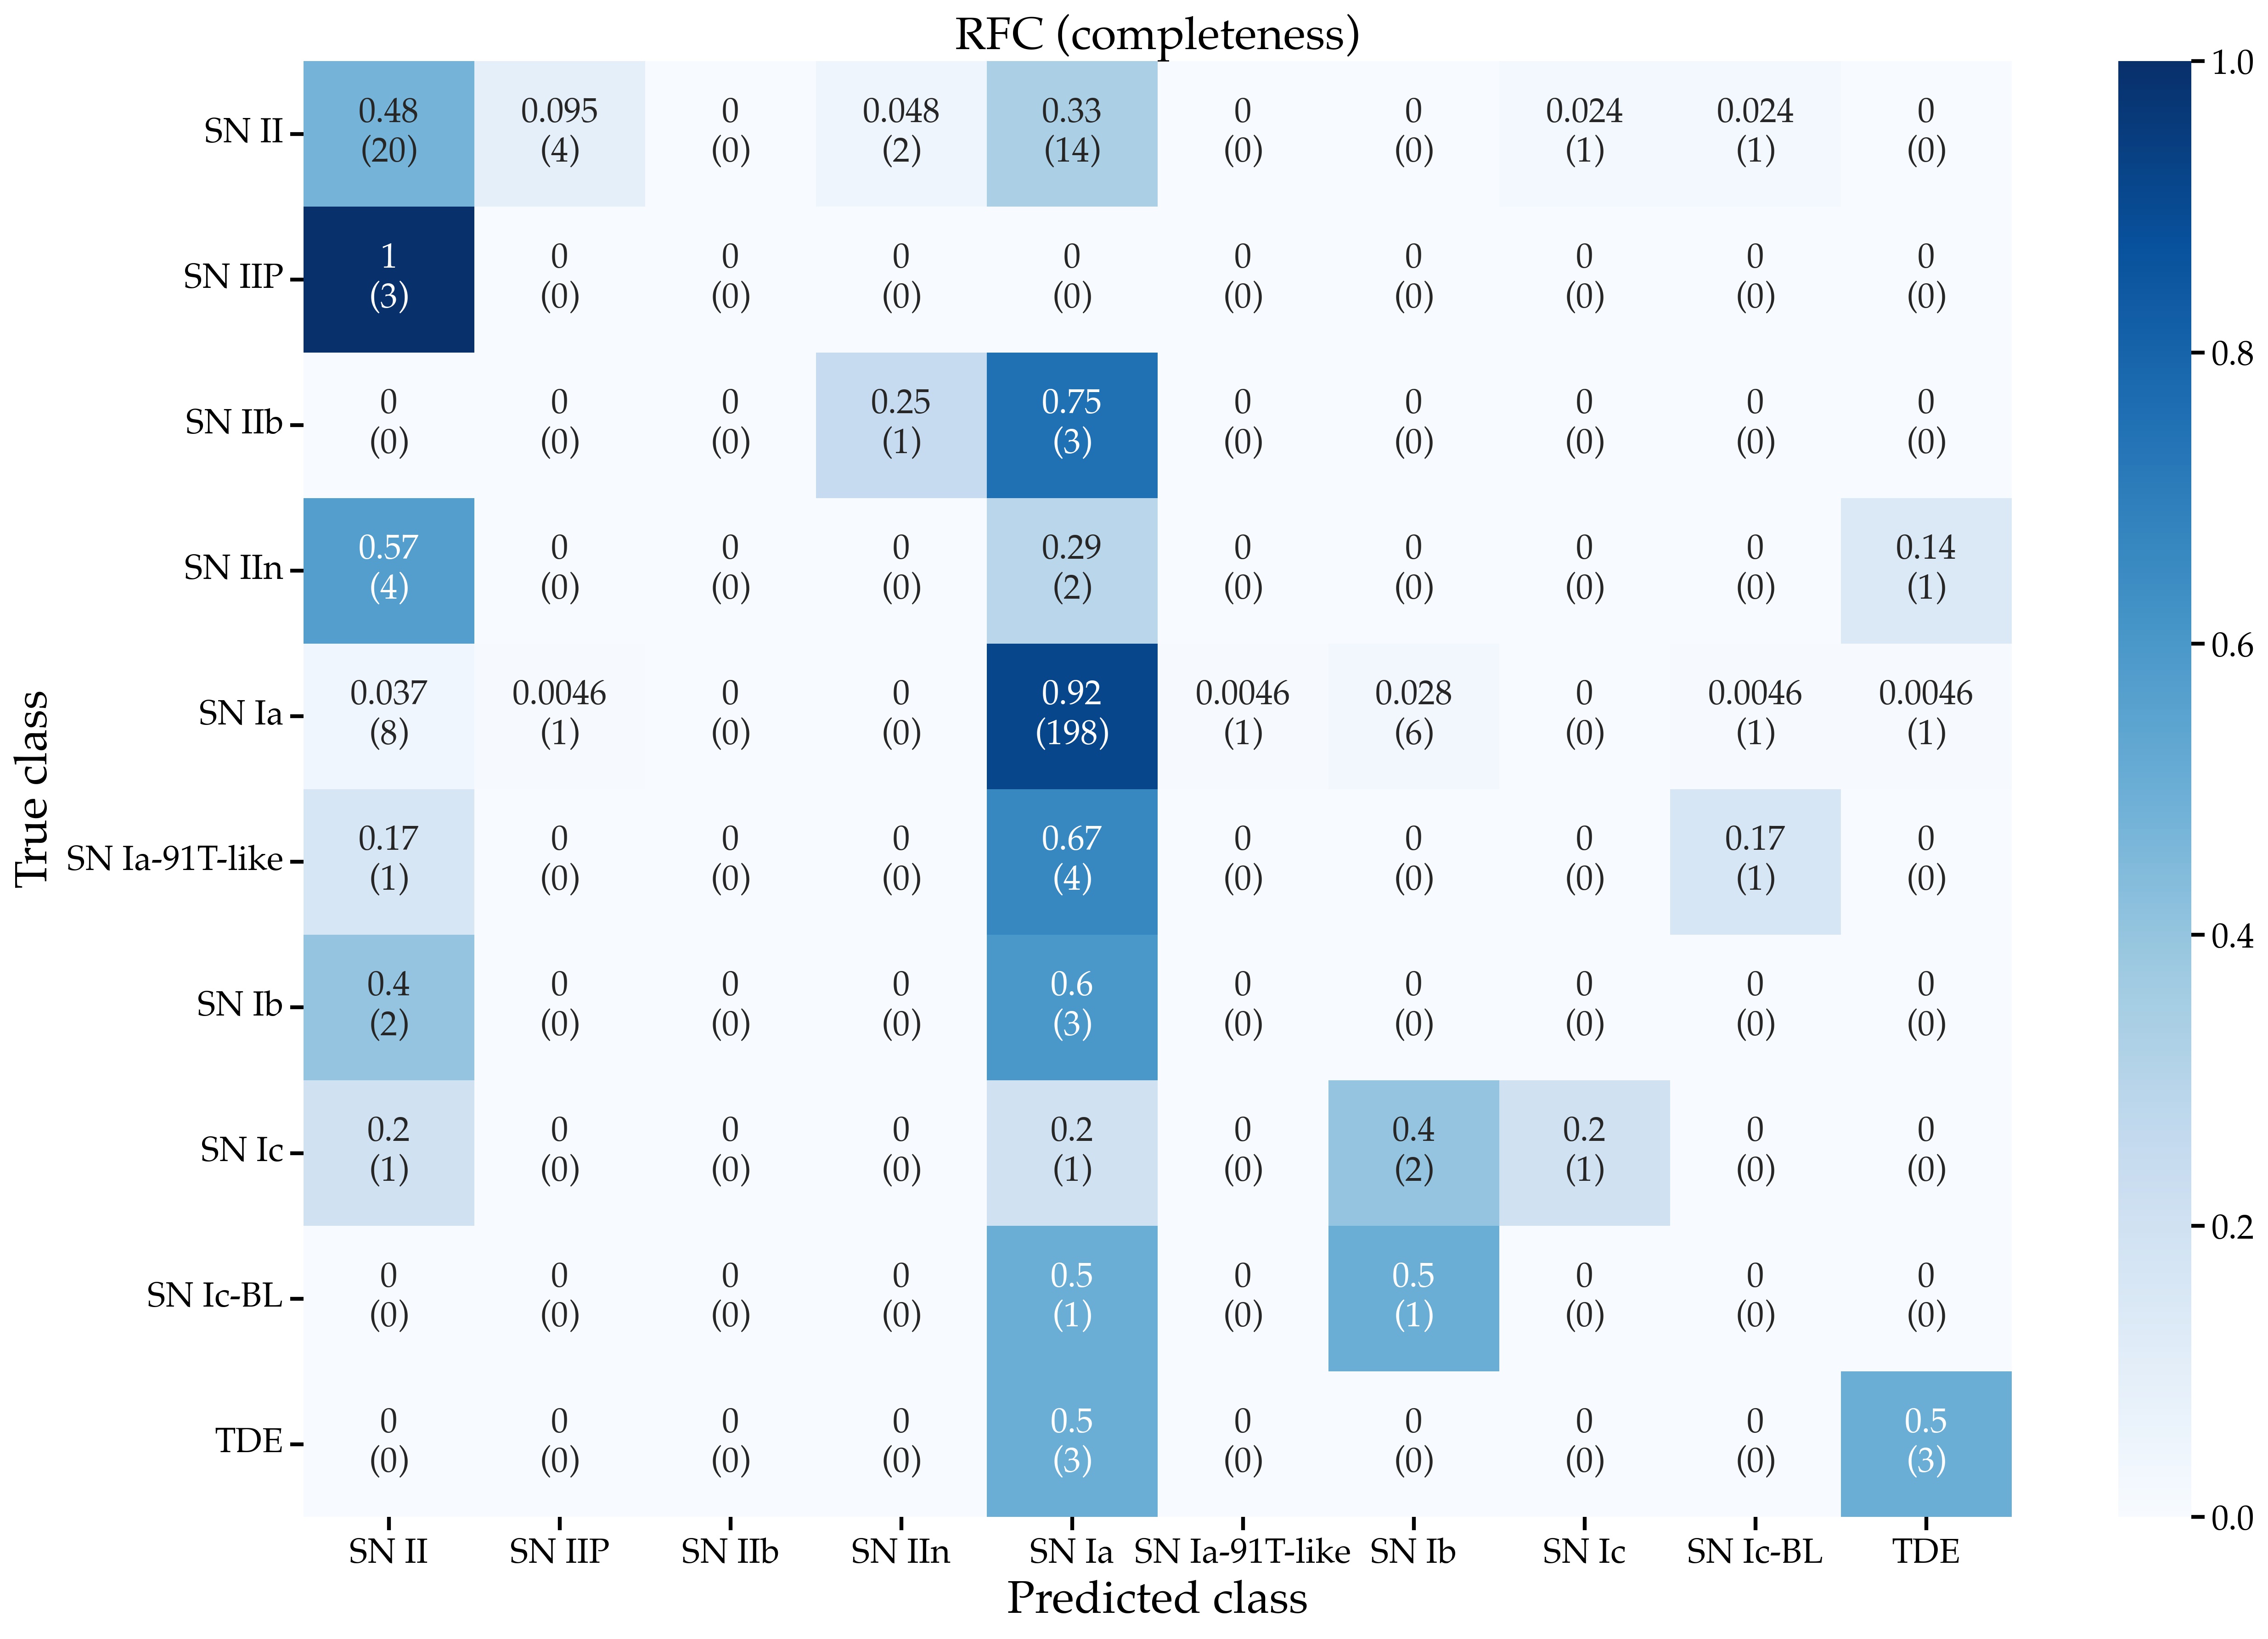 RFC (completeness)
0.48 0.095 0 0.048 0.33 0 0 0.024 0.024 0
SN II
(20) (4) (0) (2) (14) (0) (0) (1) (1) (0)
1 0 0 0 0 0 0 0 0 0
SN IIP
(3) (0) (0) (0) (0) (0) (0) (0) (0) (0)
0 0 0 0.25 0.75 0 0 0 0 0
SN IIb
(0) (0) (0) (1) (3) (0) (0) (0) (0) (0)
0.57 0 0 0 0.29 0 0 0 0 0.14
SN IIn
(4) (0) (0) (0) (2) (0) (0) (0) (0) (1)
0.037 0.0046 0 0 0.92 0.0046 0.028 0 0.0046 0.0046
SN Ia
(8) (1) (0) (0) (198) (1) (6) (0) (1) (1)
0.17 0 0 0 0.67 0 0 0 0.17 0
SN Ia-91T-like
(1) (0) (0) (0) (4) (0) (0) (0) (1) (0)
0.4 0 0 0 0.6 0 0 0 0 0
SN Ib
(2) (0) (0) (0) (3) (0) (0) (0) (0) (0)
0.2 0 0 0 0.2 0 0.4 0.2 0 0
SN Ic
(1) (0) (0) (0) (1) (0) (2) (1) (0) (0)
0 0 0 0 0.5 0 0.5 0 0 0
SN Ic-BL
(0) (0) (0) (0) (1) (0) (1) (0) (0) (0)
0 0 0 0 0.5 0 0 0 0 0.5
TDE
(0) (0) (0) (0) (3) (0) (0) (0) (0) (3)
SN II SN IIP SN IIb SN IIn SN Ia SN Ia-91T-like SN Ib SN Ic SN Ic-BL TDE
Predicted class
True class
1.0
0.8
0.6
0.4
0.2
0.0